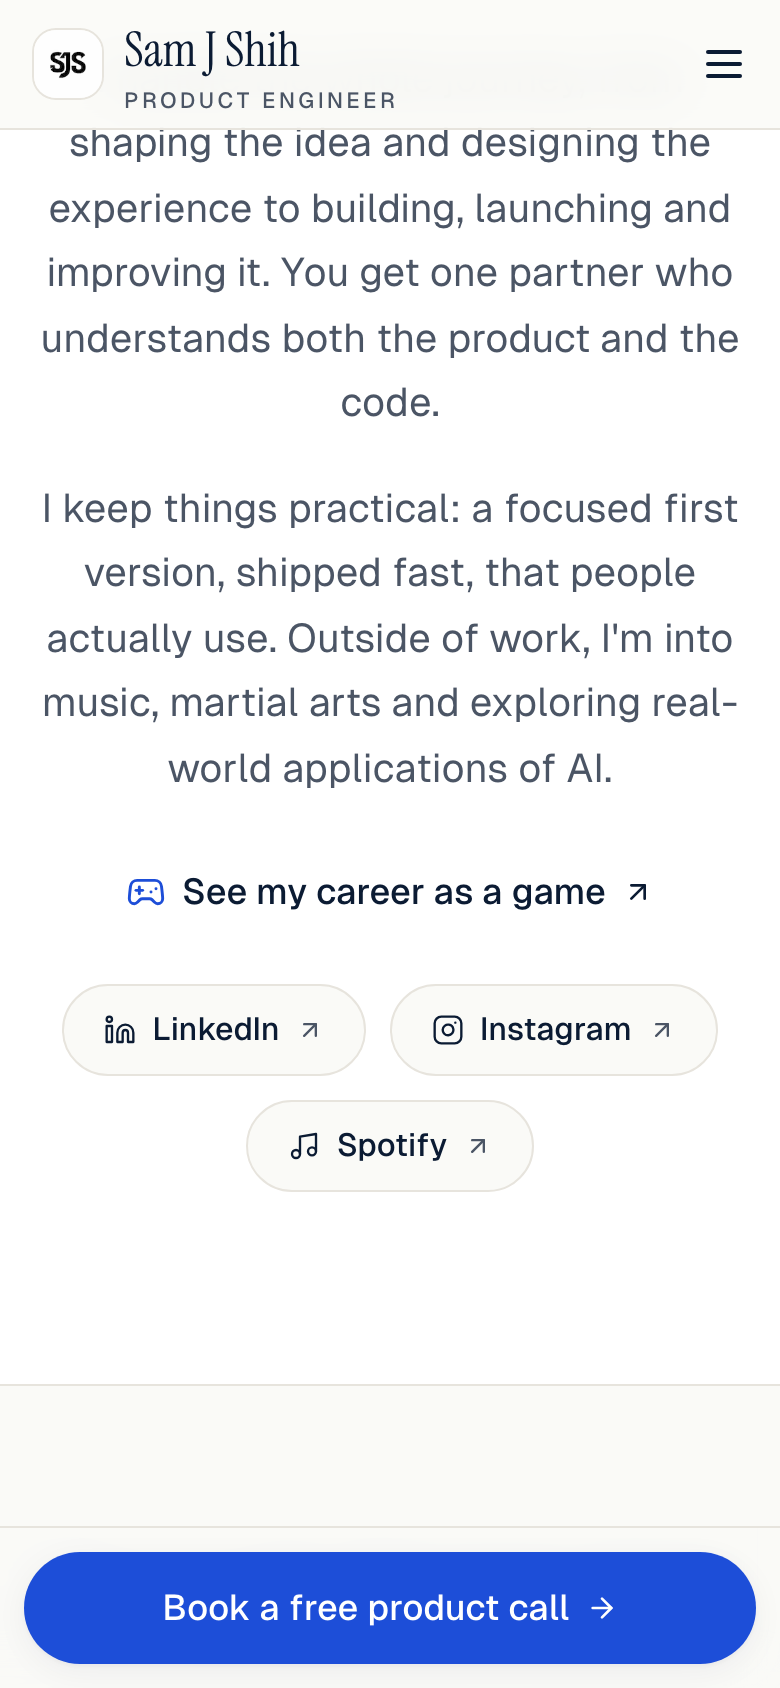 SJS
Sam J Shih
PRODUCT ENGINEER
shaping the idea and designing the
experience to building, launching and
improving it. You get one partner who
understands both the product and the
code.
I keep things practical: a focused first
version, shipped fast, that people
actually use. Outside of work, I'm into
music, martial arts and exploring real-
world applications of AI.
See my career as a game
LinkedIn
Instagram
Spotify
Book a free product call